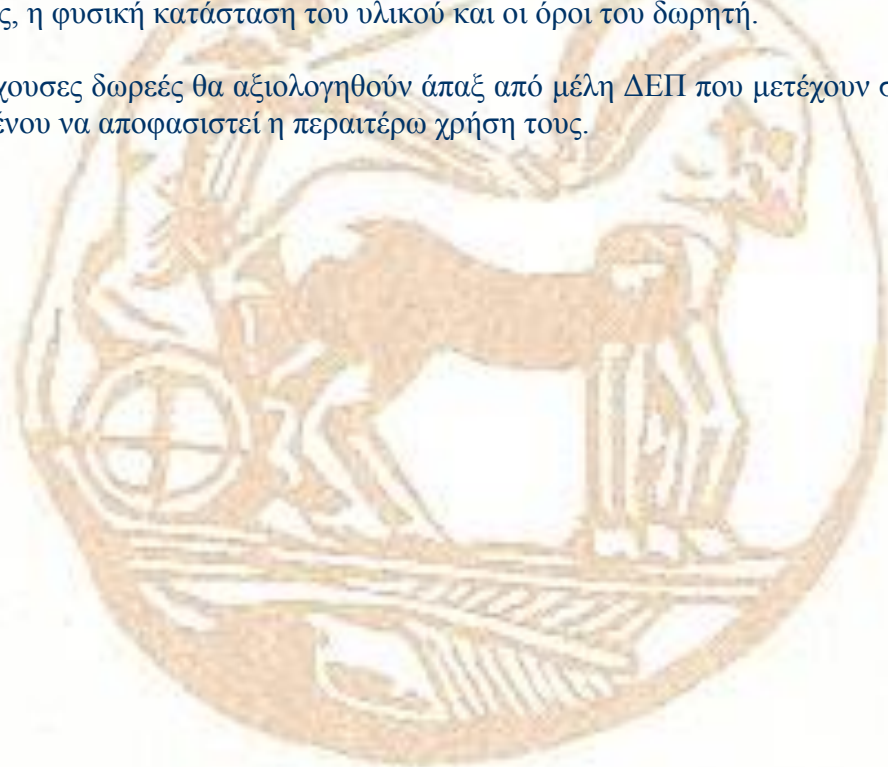 ς, η φυσική κατάσταση του υλικού και οι όροι του δωρητή.
χουσες δωρεές θα αξιολογηθούν άπαξ από μέλη ΔΕΠ που μετέχουν σ
ένου να αποφασιστεί η περαιτέρω χρήση τους.